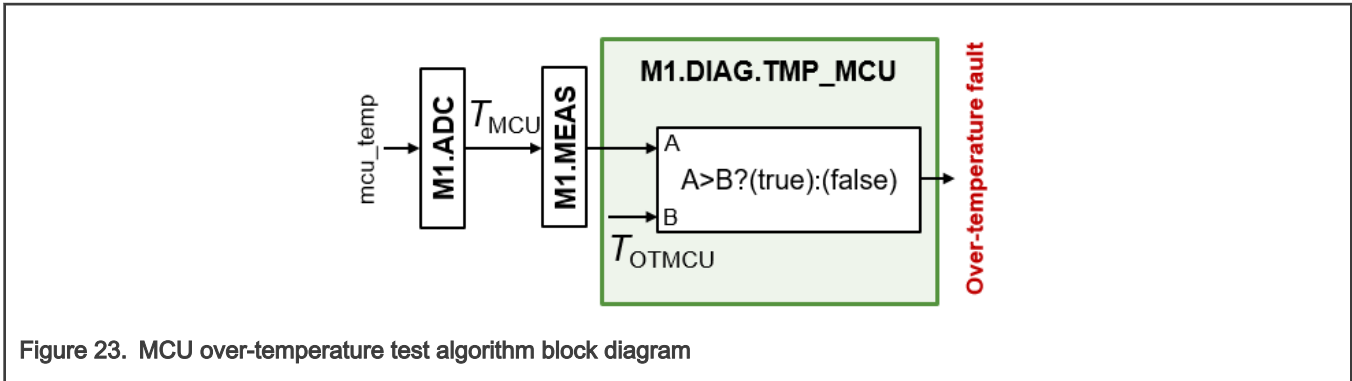 mcu_temp
M1.ADC
TMCU
M1.MEAS
M1.DIAG.TMP_MCU
A
A>B?(true):(false)
B
TOTMCU
Over-temperature fault
Figure 23. MCU over-temperature test algorithm block diagram